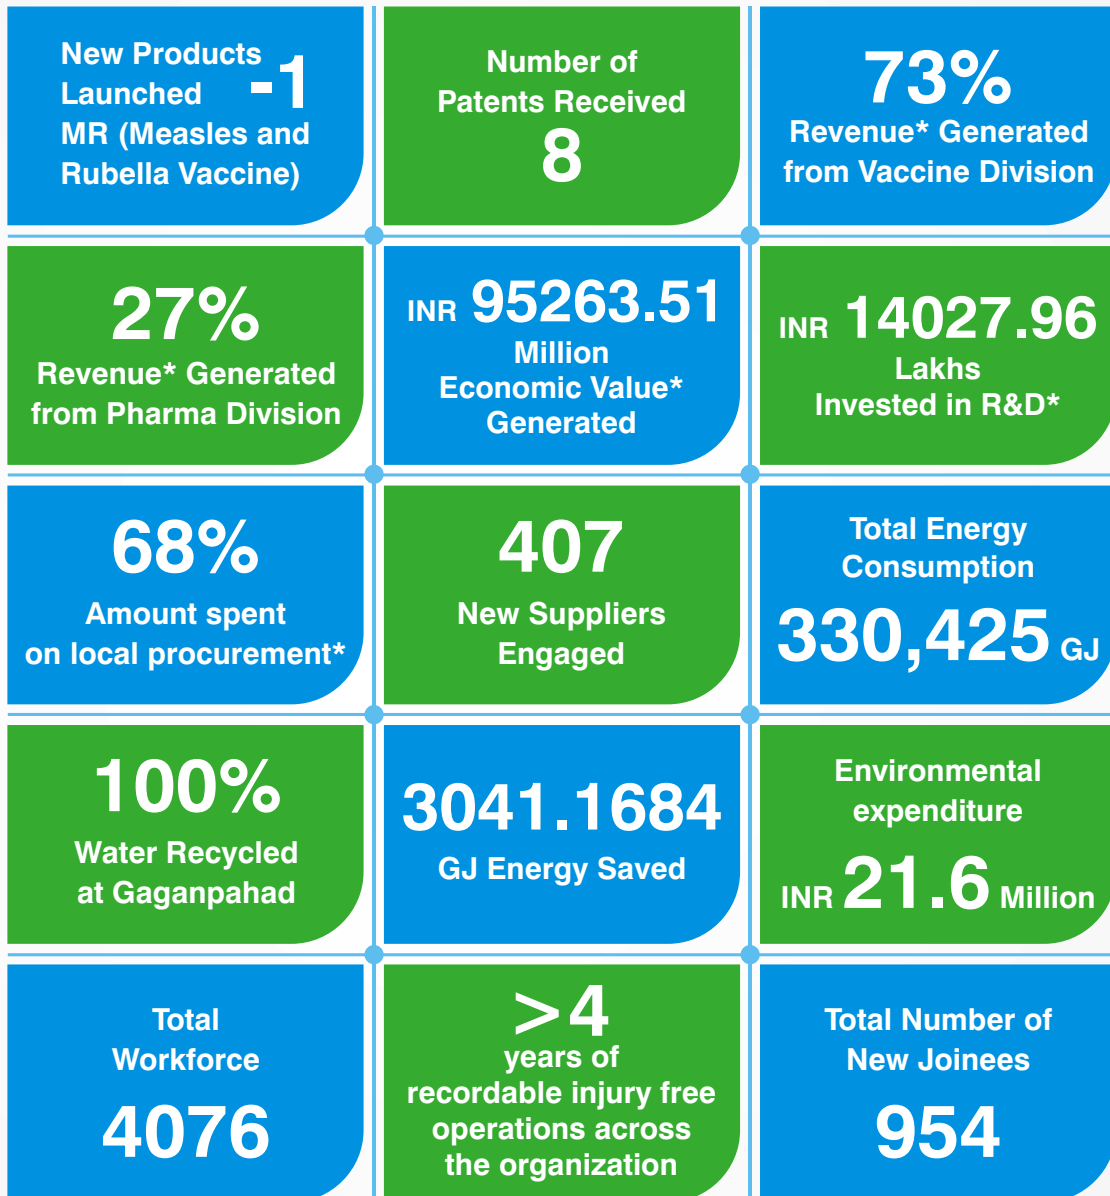 New Products
Launched -1
MR (Measles and
Rubella Vaccine)
Number of
Patents Received
8
73%
Revenue* Generated
from Vaccine Division
27%
Revenue* Generated
from Pharma Division
INR 95263.51
Million
Economic Value*
Generated
INR 14027.96
Lakhs
Invested in R&D*
68%
Amount spent
on local procurement*
407
New Suppliers
Engaged
Total Energy
Consumption
330,425 GJ
100%
Water Recycled
at Gaganpahad
3041.1684
GJ Energy Saved
Environmental
expenditure
INR 21.6 Million
Total
Workforce
4076
>4
years of
recordable injury free
operations across
the organization
Total Number of
New Joinees
954